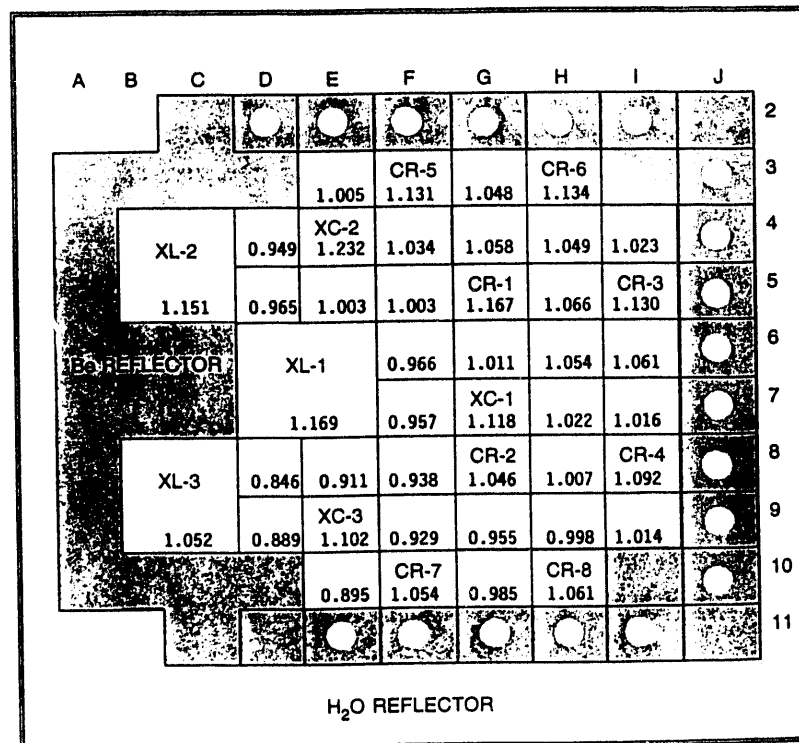 A B C D E F G H I J
2
CR-5 CR-6 3
1.005 1.131 1.048 1.134
XC-2 4
XL-2 0.949 1.232 1.034 1.058 1.049 1.023
CR-1 CR-3 5
1.151 0.965 1.003 1.003 1.167 1.066 1.130
6
Be REFLECTOR XL-1 0.966 1.011 1.054 1.061
XC-1 7
1.169 0.957 1.118 1.022 1.016
CR-2 CR-4 8
XL-3 0.846 0.911 0.938 1.046 1.007 1.092
XC-3 9
1.052 0.889 1.102 0.929 0.955 0.998 1.014
CR-7 CR-8 10
0.895 1.054 0.985 1.061
11
H₂O REFLECTOR